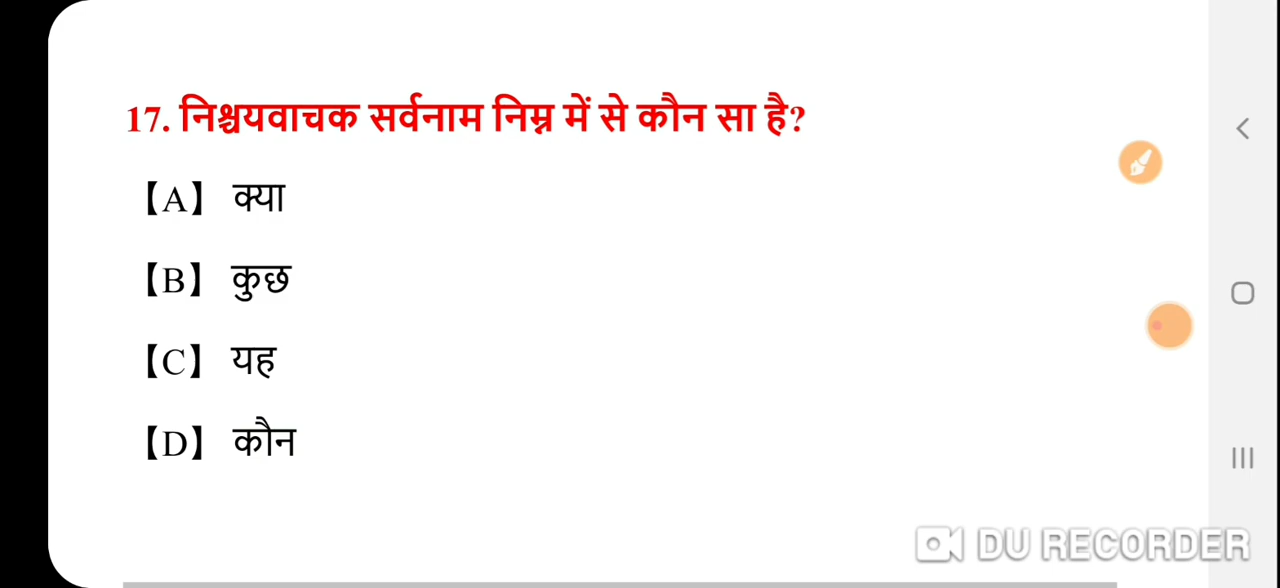 17. निश्चयवाचक सर्वनाम निम्न में से कौन सा है?
【A】 क्या
【B】 कुछ
【C】 यह
【D】 कौन
DU RECORDER